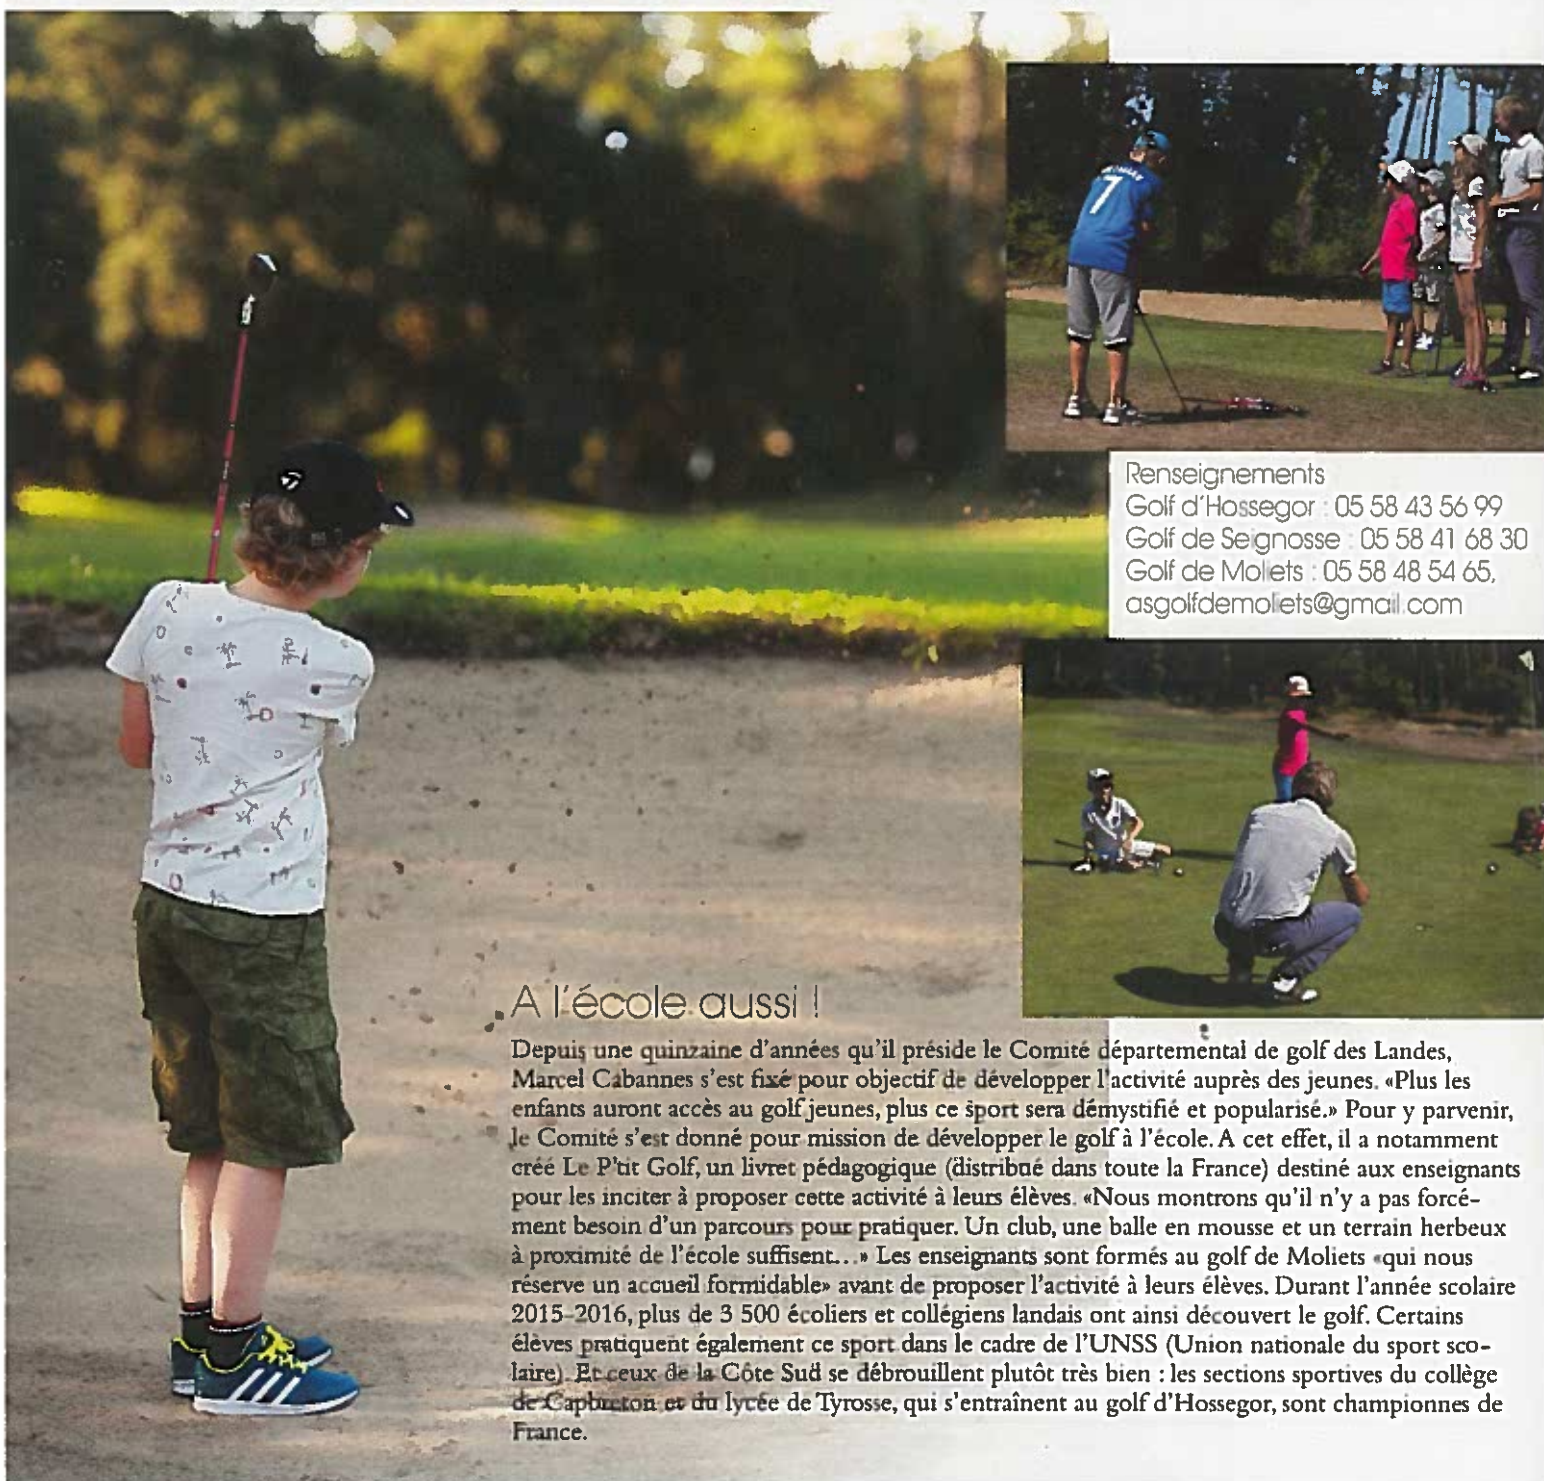 7
Renseignements
Golf d'Hossegor : 05 58 43 56 99
Golf de Seignosse : 05 58 41 68 30
Golf de Moliets : 05 58 48 54 65,
asgolfdemoliets@gmail.com
A l'école aussi !
Depuis une quinzaine d'années qu'il préside le Comité départemental de golf des Landes,
Marcel Cabannes s'est fixé pour objectif de développer l'activité auprès des jeunes. «Plus les
enfants auront accès au golf jeunes, plus ce sport sera démystifié et popularisé.» Pour y parvenir,
le Comité s'est donné pour mission de développer le golf à l'école. A cet effet, il a notamment
créé Le P'tit Golf, un livret pédagogique (distribué dans toute la France) destiné aux enseignants
pour les inciter à proposer cette activité à leurs élèves. «Nous montrons qu'il n'y a pas forcé-
ment besoin d'un parcours pour pratiquer. Un club, une balle en mousse et un terrain herbeux
à proximité de l'école suffisent...» Les enseignants sont formés au golf de Moliets «qui nous
réserve un accueil formidable» avant de proposer l'activité à leurs élèves. Durant l'année scolaire
2015-2016, plus de 3 500 écoliers et collégiens landais ont ainsi découvert le golf. Certains
élèves pratiquent également ce sport dans le cadre de l'UNSS (Union nationale du sport sco-
laire). Et ceux de la Côte Sud se débrouillent plutôt très bien : les sections sportives du collège
de Capbreton et du lycée de Tyrosse, qui s'entraînent au golf d'Hossegor, sont championnes de
France.